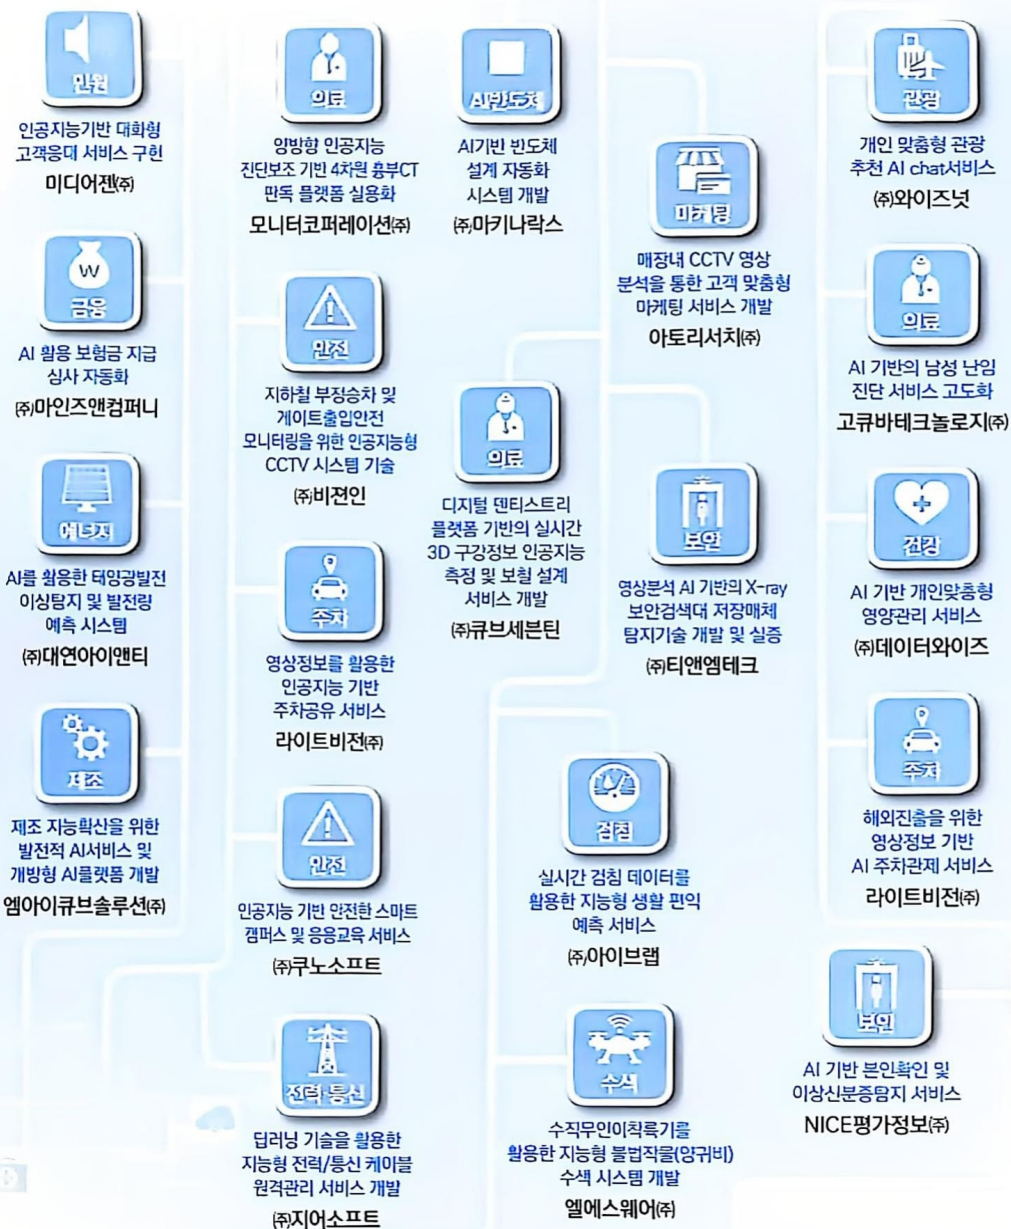 민원
인공지능기반 대화형
고객응대 서비스 구현
미디어젠(주)
금융
AI 활용 보험금 지급
심사 자동화
(주)마인즈앤컴퍼니
에너지
AI를 활용한 태양광발전
이상탐지 및 발전량
예측 시스템
(주)대연아이앤티
제조
제조 지능확산을 위한
발전적 AI서비스 및
개방형 AI플랫폼 개발
엠아이큐브솔루션(주)
의료
양방향 인공지능
진단보조 기반 4차원 흉부CT
판독 플랫폼 실용화
모니터코퍼레이션(주)
안전
지하철 부정승차 및
게이트출입안전
모니터링을 위한 인공지능형
CCTV 시스템 기술
(주)비젼인
주차
영상정보를 활용한
인공지능 기반
주차공유 서비스
라이트비전(주)
안전
인공지능 기반 안전한 스마트
캠퍼스 및 응용교육 서비스
(주)쿠노소프트
전력·통신
딥러닝 기술을 활용한
지능형 전력/통신 케이블
원격관리 서비스 개발
(주)지어소프트
AI반도체
AI기반 반도체
설계 자동화
시스템 개발
(주)마키나락스
의료
디지털 덴티스트리
플랫폼 기반의 실시간
3D 구강정보 인공지능
측정 및 보철 설계
서비스 개발
(주)큐브세븐틴
마케팅
매장내 CCTV 영상
분석을 통한 고객 맞춤형
마케팅 서비스 개발
아토리서치(주)
보안
영상분석 AI 기반의 X-ray
보안검색대 저장매체
탐지기술 개발 및 실증
(주)티앤엠테크
검침
실시간 검침 데이터를
활용한 지능형 생활 편익
예측 서비스
(주)아이브랩
수색
수직무인이착륙기를
활용한 지능형 불법작물(양귀비)
수색 시스템 개발
엘에스웨어(주)
관광
개인 맞춤형 관광
추천 AI chat서비스
(주)와이즈넛
의료
AI 기반의 남성 난임
진단 서비스 고도화
고큐바테크놀로지(주)
건강
AI 기반 개인맞춤형
영양관리 서비스
(주)데이터와이즈
주차
해외진출을 위한
영상정보 기반
AI 주차관제 서비스
라이트비전(주)
보안
AI 기반 본인확인 및
이상신분증탐지 서비스
NICE평가정보(주)